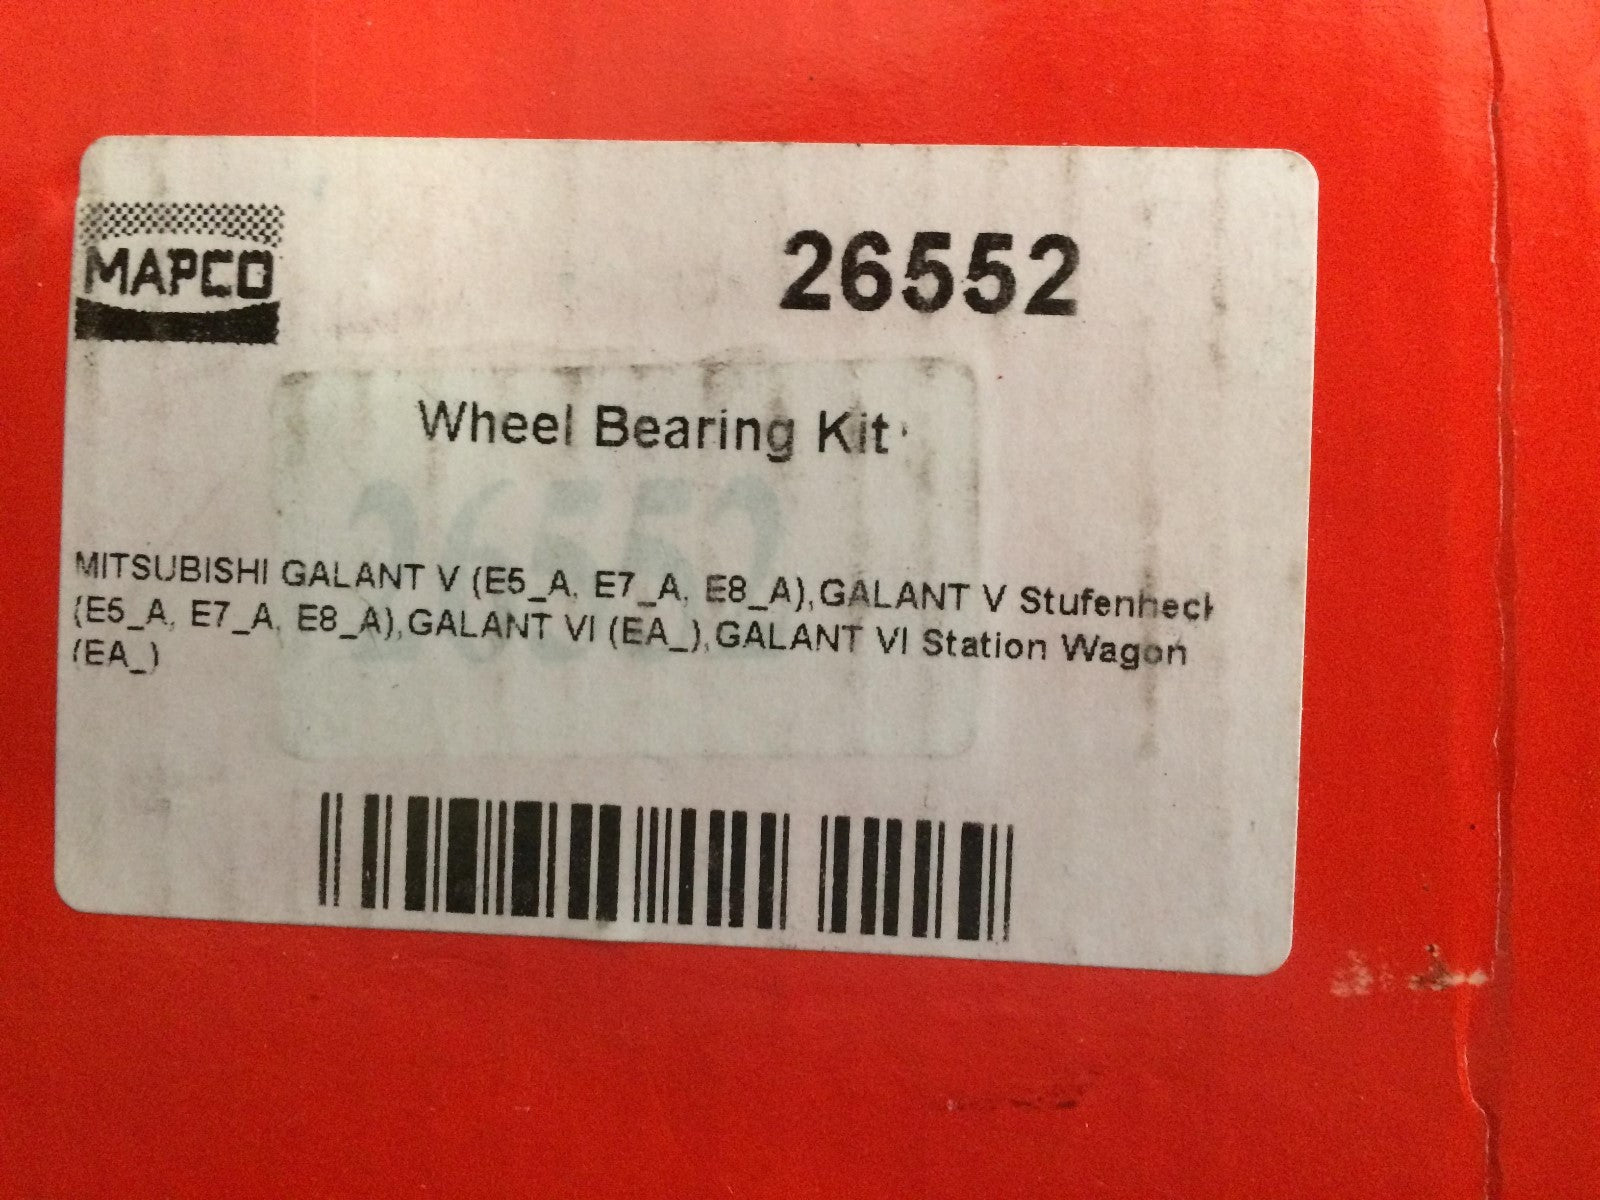 MAPCO
26552
Wheel Bearing Kit
26552
MITSUBISHI GALANT V (E5_A, E7_A, E8_A),GALANT V Stufenheck
(E5_A, E7_A, E8_A),GALANT VI (EA_),GALANT VI Station Wagon
(EA_)